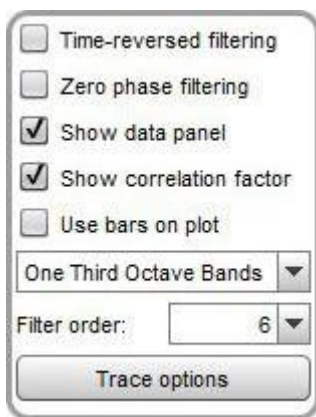 Time-reversed filtering
Zero phase filtering
Show data panel
Show correlation factor
Use bars on plot
One Third Octave Bands
Filter order: 6
Trace options